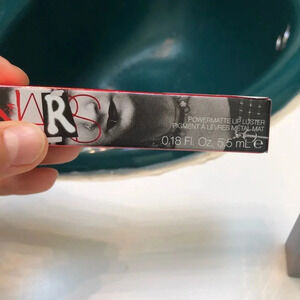 NARS
POWERMATTE LIP LUSTER
PIGMENT À LÈVRES MÉTAL MAT
0.18 Fl. Oz. 5.5 mL ℮